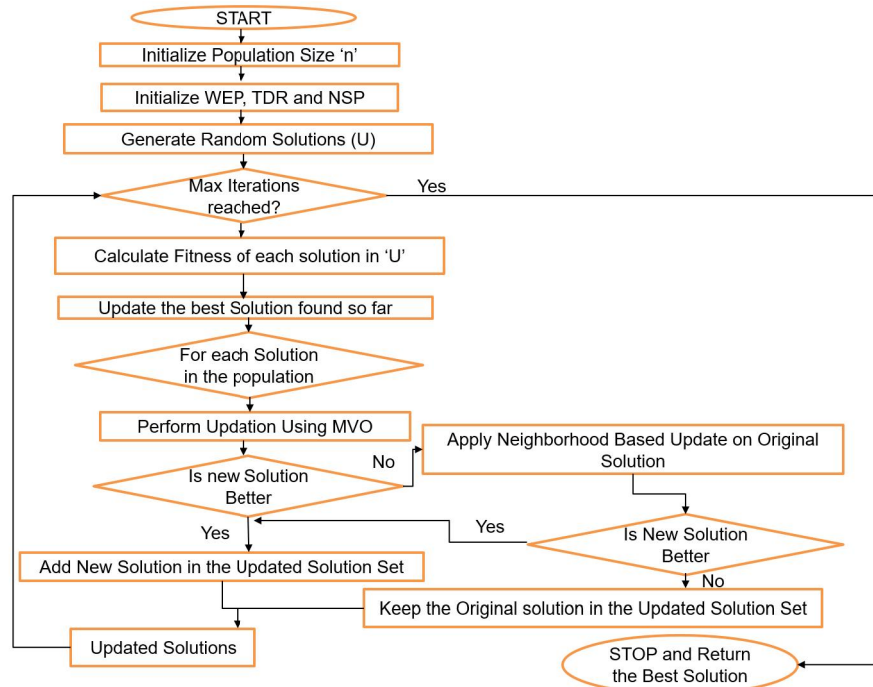 START
Initialize Population Size ‘n’
Initialize WEP, TDR and NSP
Generate Random Solutions (U)
Max Iterations
reached?
Yes
Calculate Fitness of each solution in ‘U’
Update the best Solution found so far
For each Solution
in the population
Perform Updation Using MVO
Apply Neighborhood Based Update on Original
Solution
No
Is new Solution
Better
Yes
Yes
Is New Solution
Better
No
Add New Solution in the Updated Solution Set
Keep the Original solution in the Updated Solution Set
Updated Solutions
STOP and Return
the Best Solution